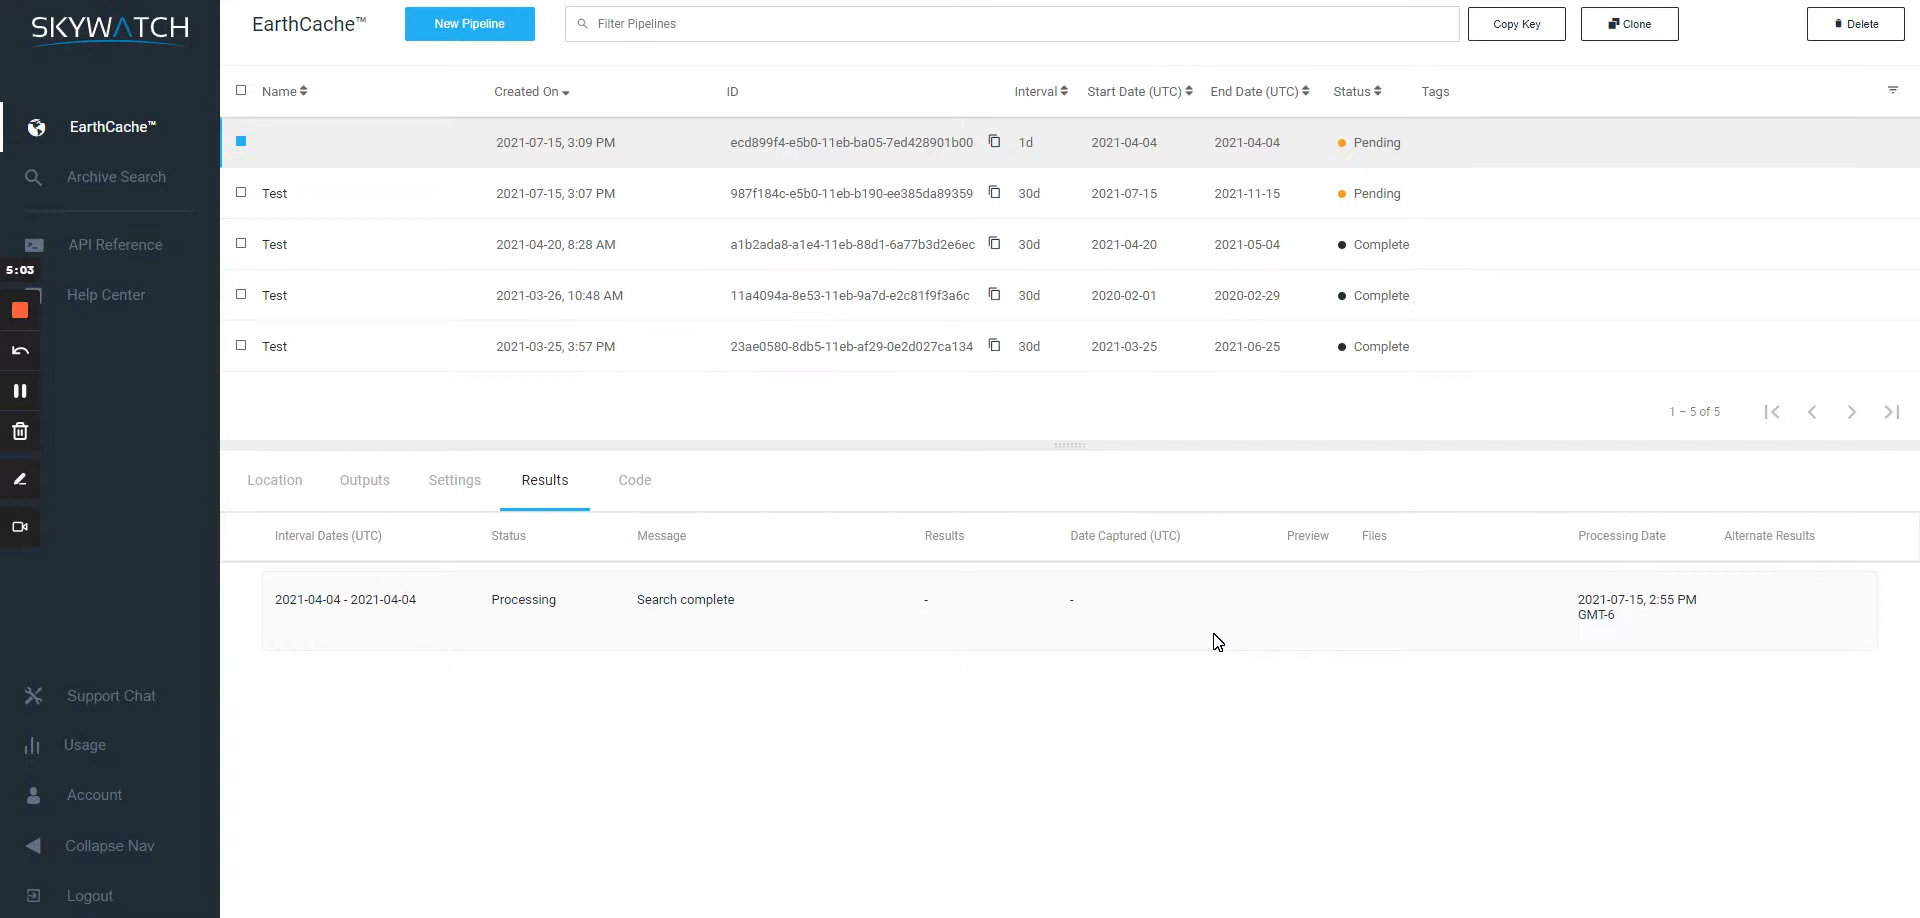 SKYWATCH
EarthCache™
New Pipeline
Filter Pipelines
Copy Key
Clone
Delete
Name
Created On
ID
Interval
Start Date (UTC)
End Date (UTC)
Status
Tags
2021-07-15, 3:09 PM
ecd899f4-e5b0-11eb-ba05-7ed428901b00
1d
2021-04-04
2021-04-04
Pending
Test
2021-07-15, 3:07 PM
987f184c-e5b0-11eb-b190-ee385da89359
30d
2021-07-15
2021-11-15
Pending
Test
2021-04-20, 8:28 AM
a1b2ada8-a1e4-11eb-88d1-6a77b3d2e6ec
30d
2021-04-20
2021-05-04
Complete
Test
2021-03-26, 10:48 AM
11a4094a-8e53-11eb-9a7d-e2c81f9f3a6c
30d
2020-02-01
2020-02-29
Complete
Test
2021-03-25, 3:57 PM
23ae0580-8db5-11eb-af29-0e2d027ca134
30d
2021-03-25
2021-06-25
Complete
1 – 5 of 5
EarthCache™
Archive Search
API Reference
5:03
Help Center
Support Chat
Usage
Account
Collapse Nav
Logout
Location
Outputs
Settings
Results
Code
Interval Dates (UTC)
Status
Message
Results
Date Captured (UTC)
Preview
Files
Processing Date
Alternate Results
2021-04-04 - 2021-04-04
Processing
Search complete
-
-
2021-07-15, 2:55 PM
GMT-6